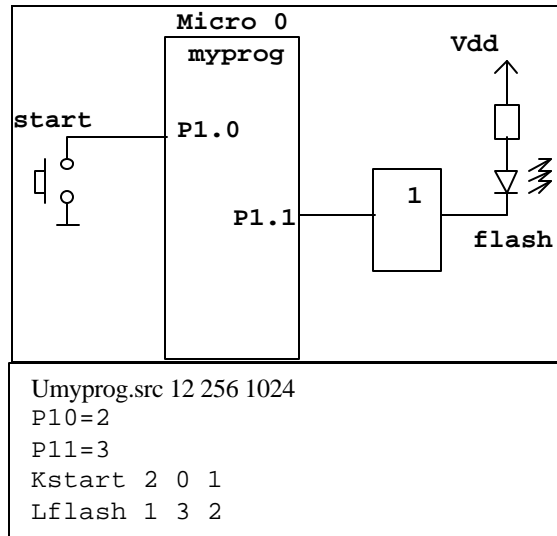 Micro 0
myprog
Vdd
start
P1.0
1
P1.1
flash
Umyprog.src 12 256 1024
P10=2
P11=3
Kstart 2 0 1
Lflash 1 3 2